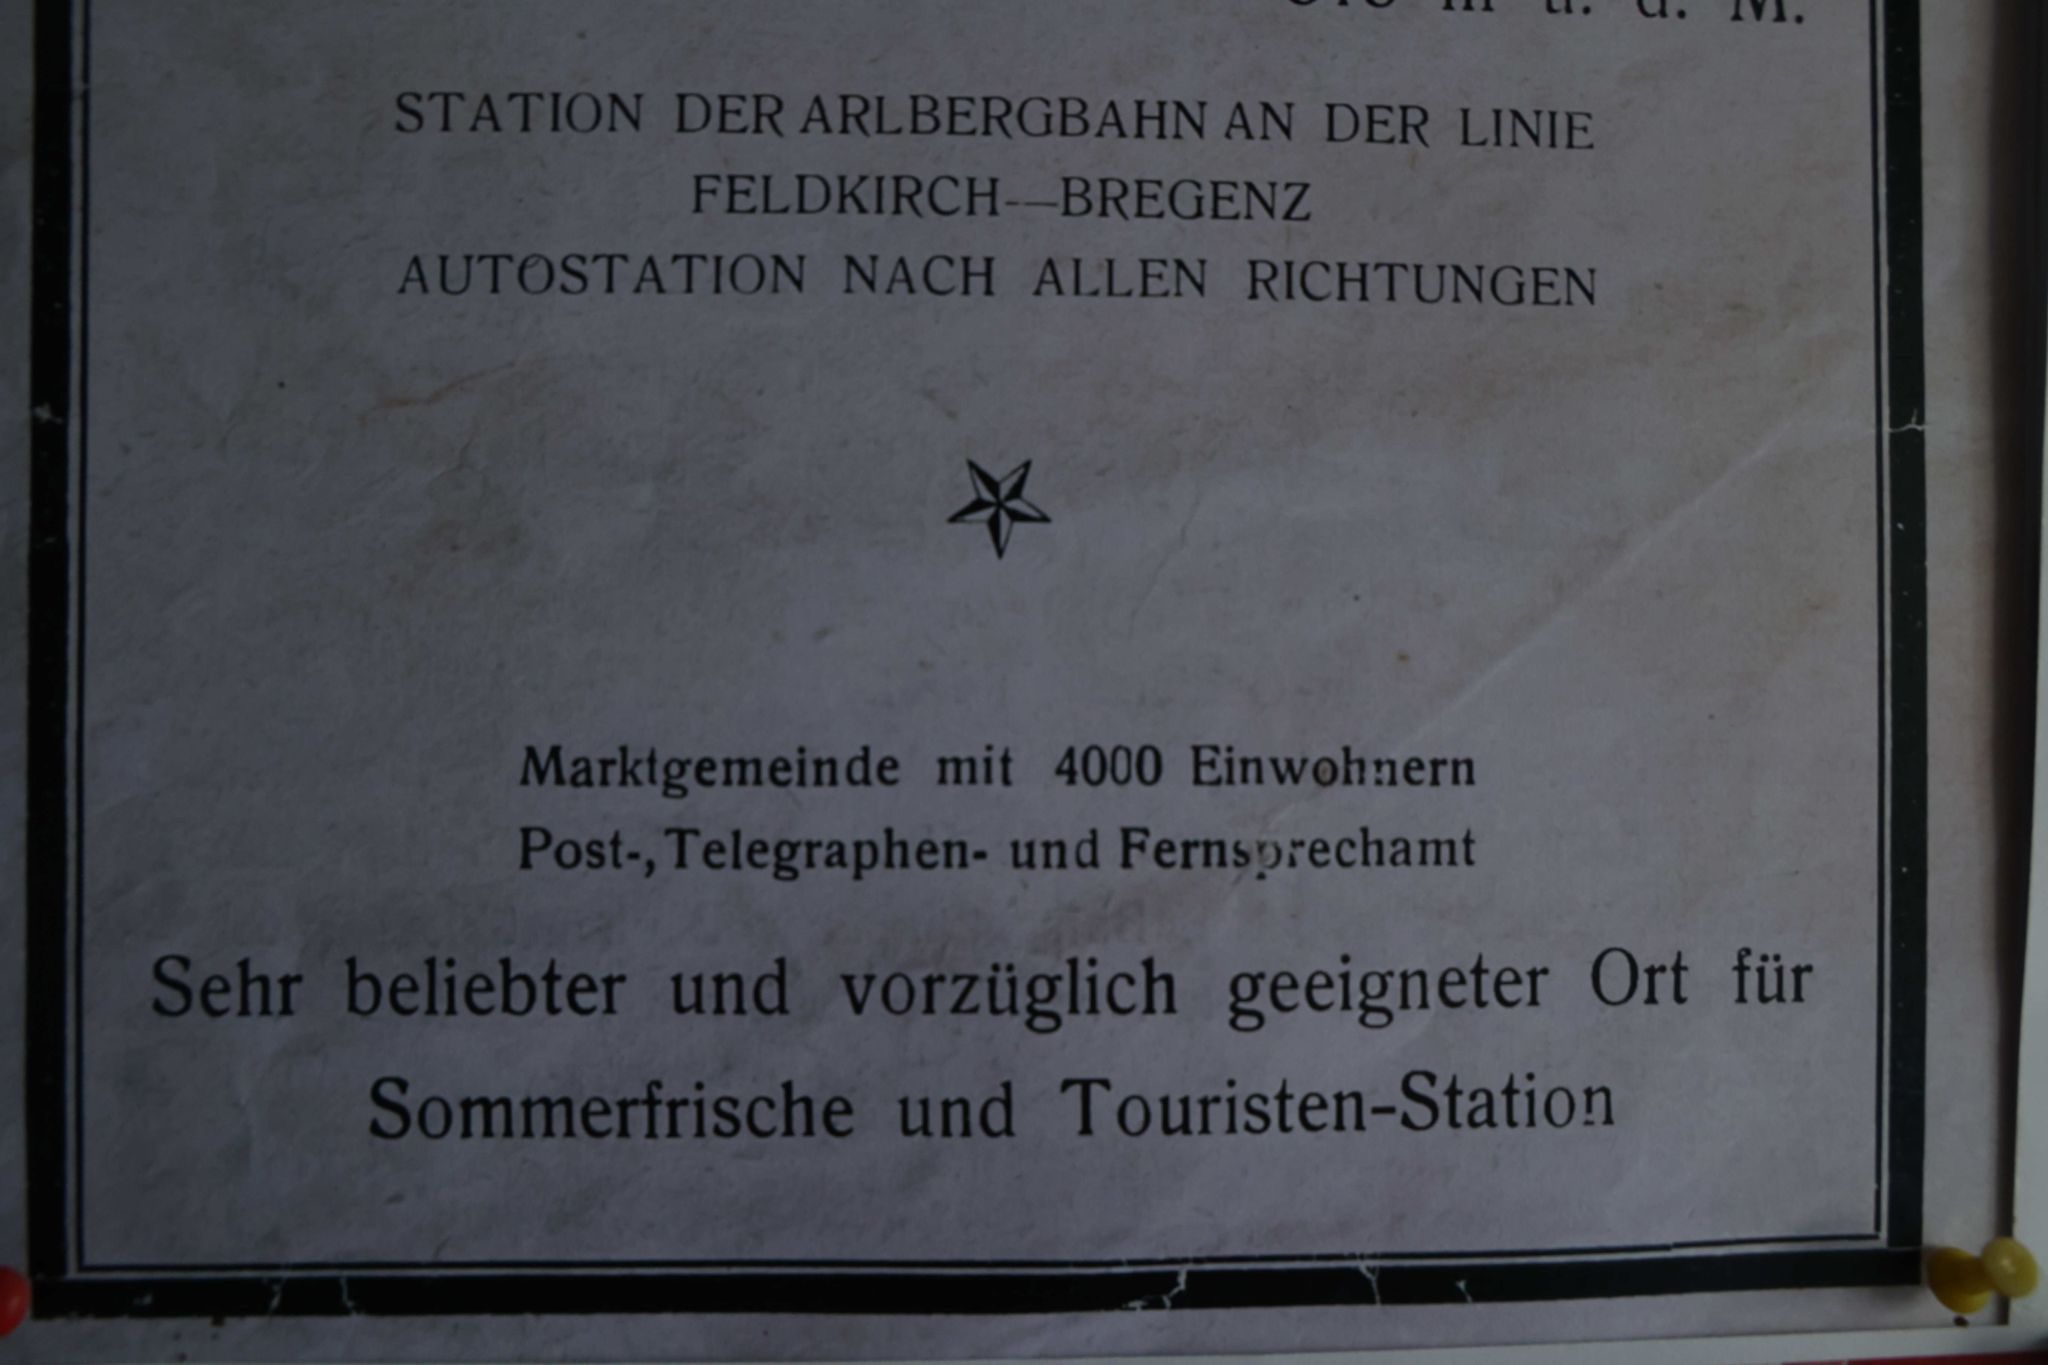 m ü. d. M.
STATION DER ARLBERGBAHN AN DER LINIE
FELDKIRCH—BREGENZ
AUTOSTATION NACH ALLEN RICHTUNGEN
Marktgemeinde mit 4000 Einwohnern
Post-, Telegraphen- und Fernsprechamt
Sehr beliebter und vorzüglich geeigneter Ort für
Sommerfrische und Touristen-Station